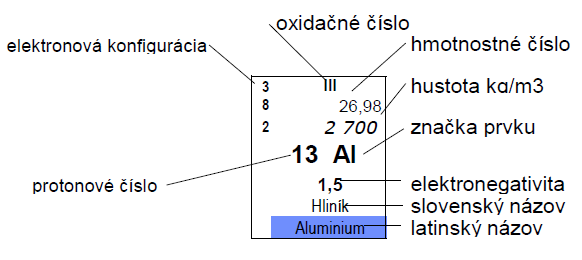 oxidačné číslo
elektronová konfigurácia
hmotnostné číslo
3 III
8 26,98
hustota kg/m3
2 2 700
značka prvku
13 Al
protonové číslo
1,5
elektronegativita
Hliník
slovenský názov
Aluminium
latinský názov